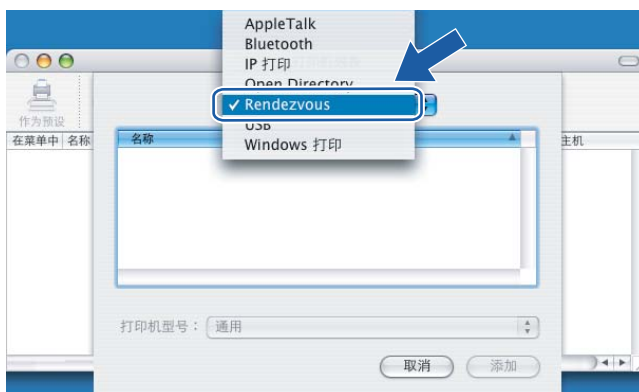 AppleTalk
Bluetooth
IP 打印
Open Directory
✓ Rendezvous
USB
Windows 打印
作为预设
在菜单中 名称
主机
名称
打印机型号： 通用
取消
添加